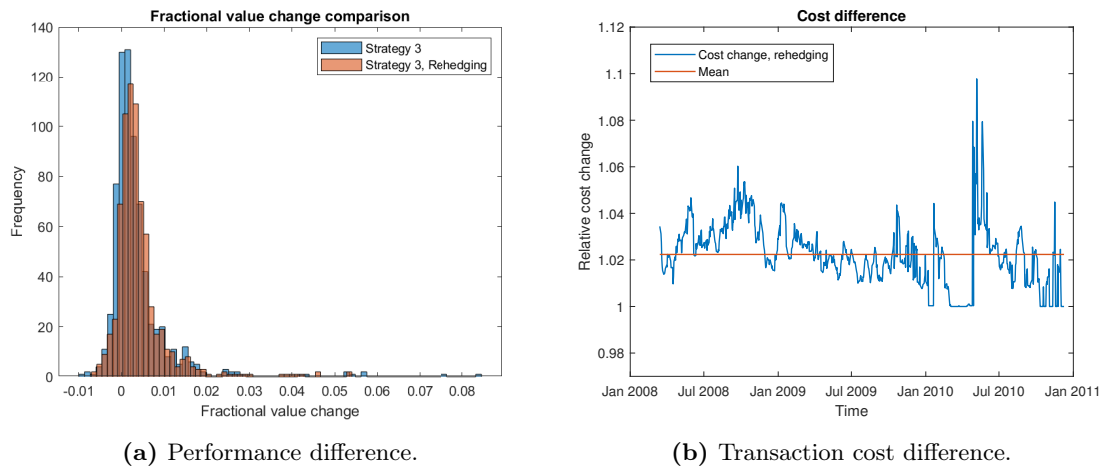 Fractional value change comparison
Strategy 3
Strategy 3, Rehedging
Frequency
140
120
100
80
60
40
20
0
-0.01 0 0.01 0.02 0.03 0.04 0.05 0.06 0.07 0.08
Fractional value change
(a) Performance difference.
Cost difference
Cost change, rehedging
Mean
Relative cost change
1.12
1.1
1.08
1.06
1.04
1.02
1
0.98
Jan 2008 Jul 2008 Jan 2009 Jul 2009 Jan 2010 Jul 2010 Jan 2011
Time
(b) Transaction cost difference.